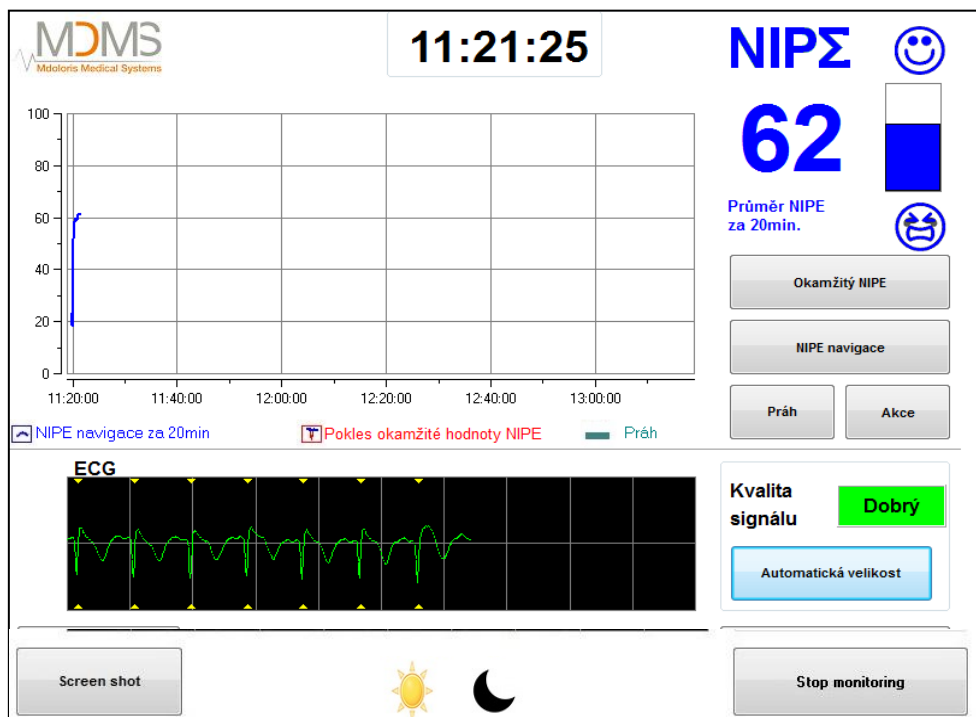 MDMS
Mdoloris Medical Systems
11:21:25
NIPΣ
62
Průměr NIPE
za 20min.
100
80
60
40
20
0
11:20:00 11:40:00 12:00:00 12:20:00 12:40:00 13:00:00
Okamžitý NIPE
NIPE navigace
Práh Akce
NIPE navigace za 20min Pokles okamžité hodnoty NIPE Práh
ECG
Kvalita
signálu
Dobrý
Automatická velikost
Screen shot
Stop monitoring